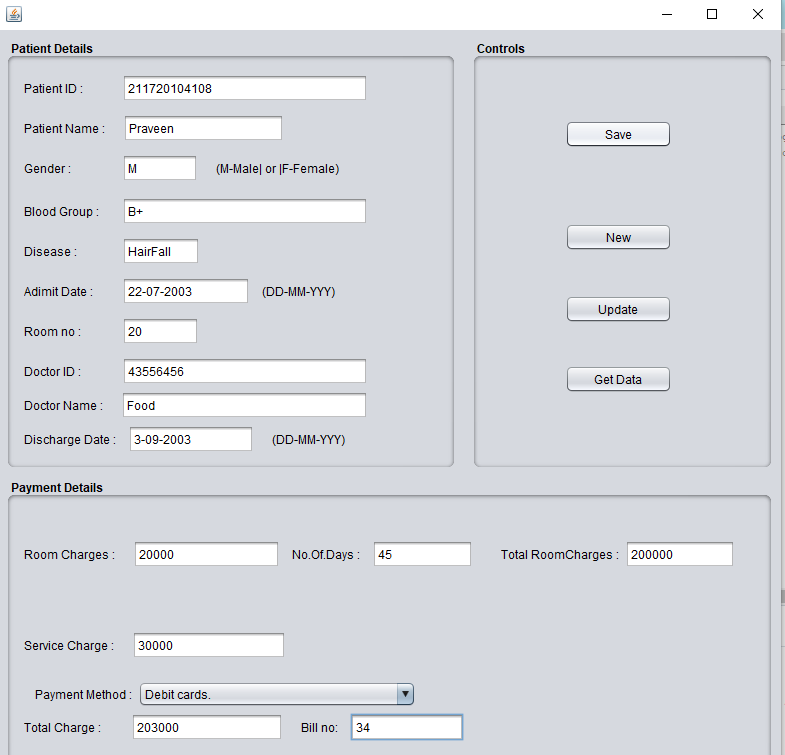 Patient Details
Controls
Patient ID : 211720104108
Patient Name : Praveen
Save
Gender : M (M-Male| or |F-Female)
Blood Group : B+
New
Disease : HairFall
Adimit Date : 22-07-2003 (DD-MM-YYY)
Update
Room no : 20
Doctor ID : 43556456
Get Data
Doctor Name : Food
Discharge Date : 3-09-2003 (DD-MM-YYY)
Payment Details
Room Charges : 20000 No.Of.Days : 45 Total RoomCharges : 200000
Service Charge : 30000
Payment Method : Debit cards.
Total Charge : 203000 Bill no: 34